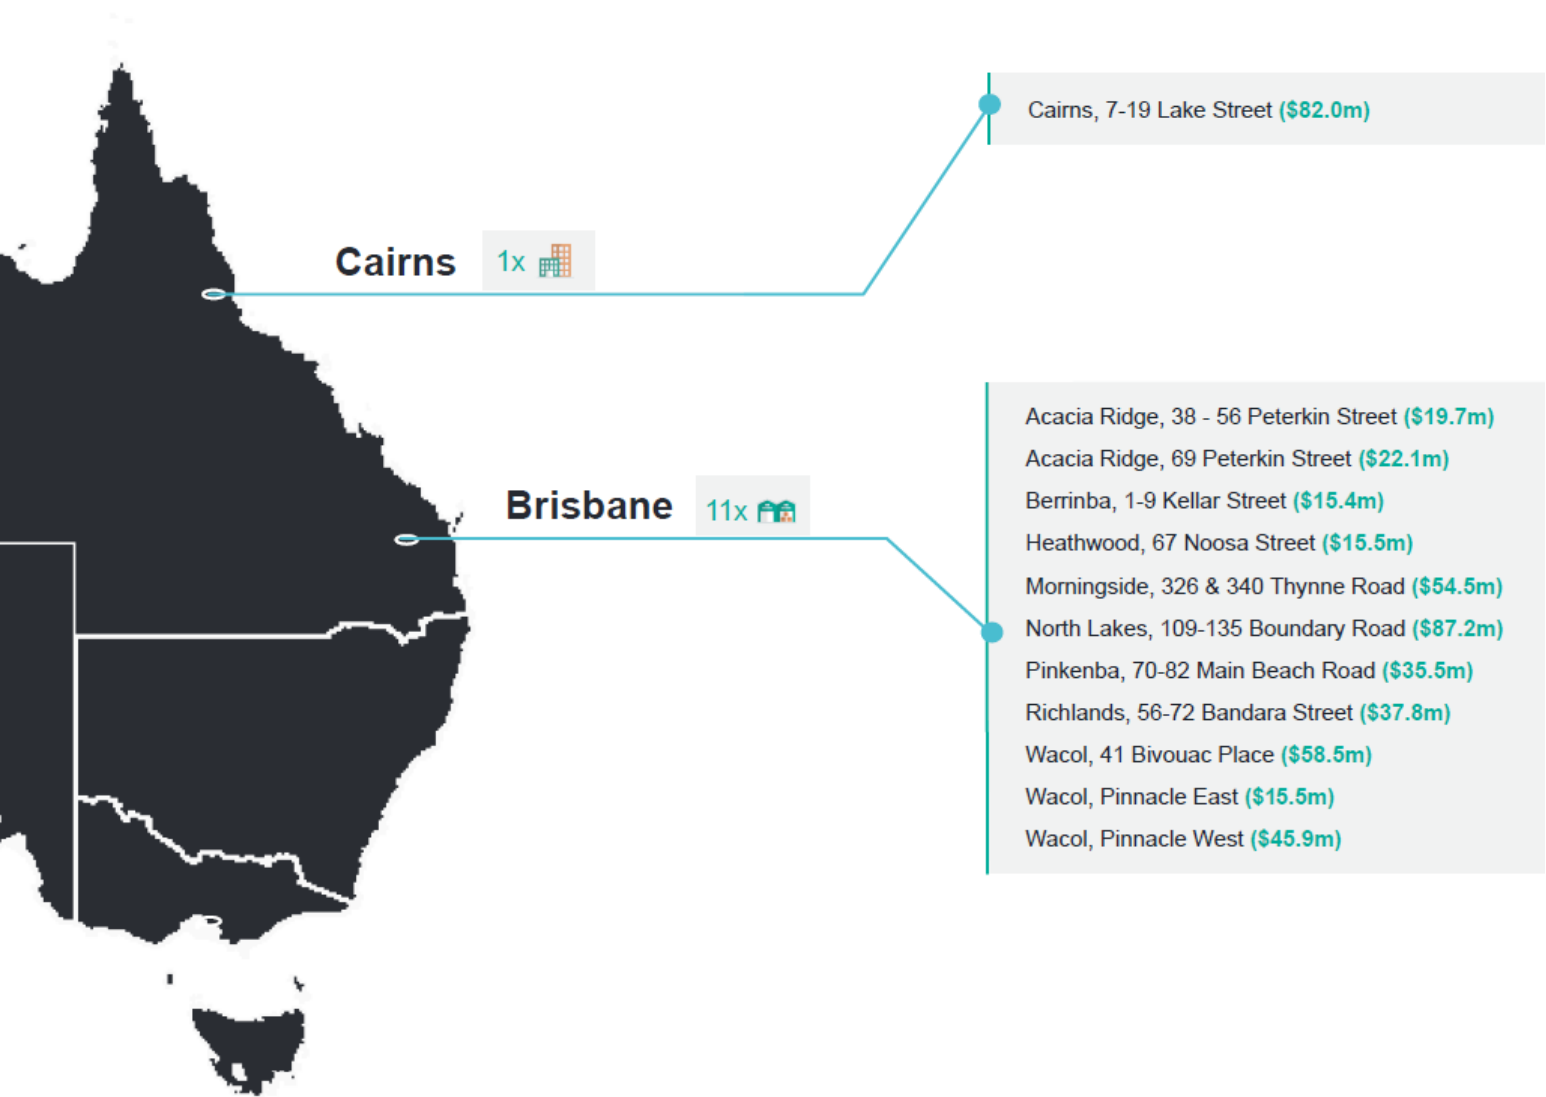 Cairns, 7-19 Lake Street ($82.0m)
Cairns 1x
Brisbane 11x
Acacia Ridge, 38 - 56 Peterkin Street ($19.7m)
Acacia Ridge, 69 Peterkin Street ($22.1m)
Berrinba, 1-9 Kellar Street ($15.4m)
Heathwood, 67 Noosa Street ($15.5m)
Morningside, 326 & 340 Thynne Road ($54.5m)
North Lakes, 109-135 Boundary Road ($87.2m)
Pinkenba, 70-82 Main Beach Road ($35.5m)
Richlands, 56-72 Bandara Street ($37.8m)
Wacol, 41 Bivouac Place ($58.5m)
Wacol, Pinnacle East ($15.5m)
Wacol, Pinnacle West ($45.9m)